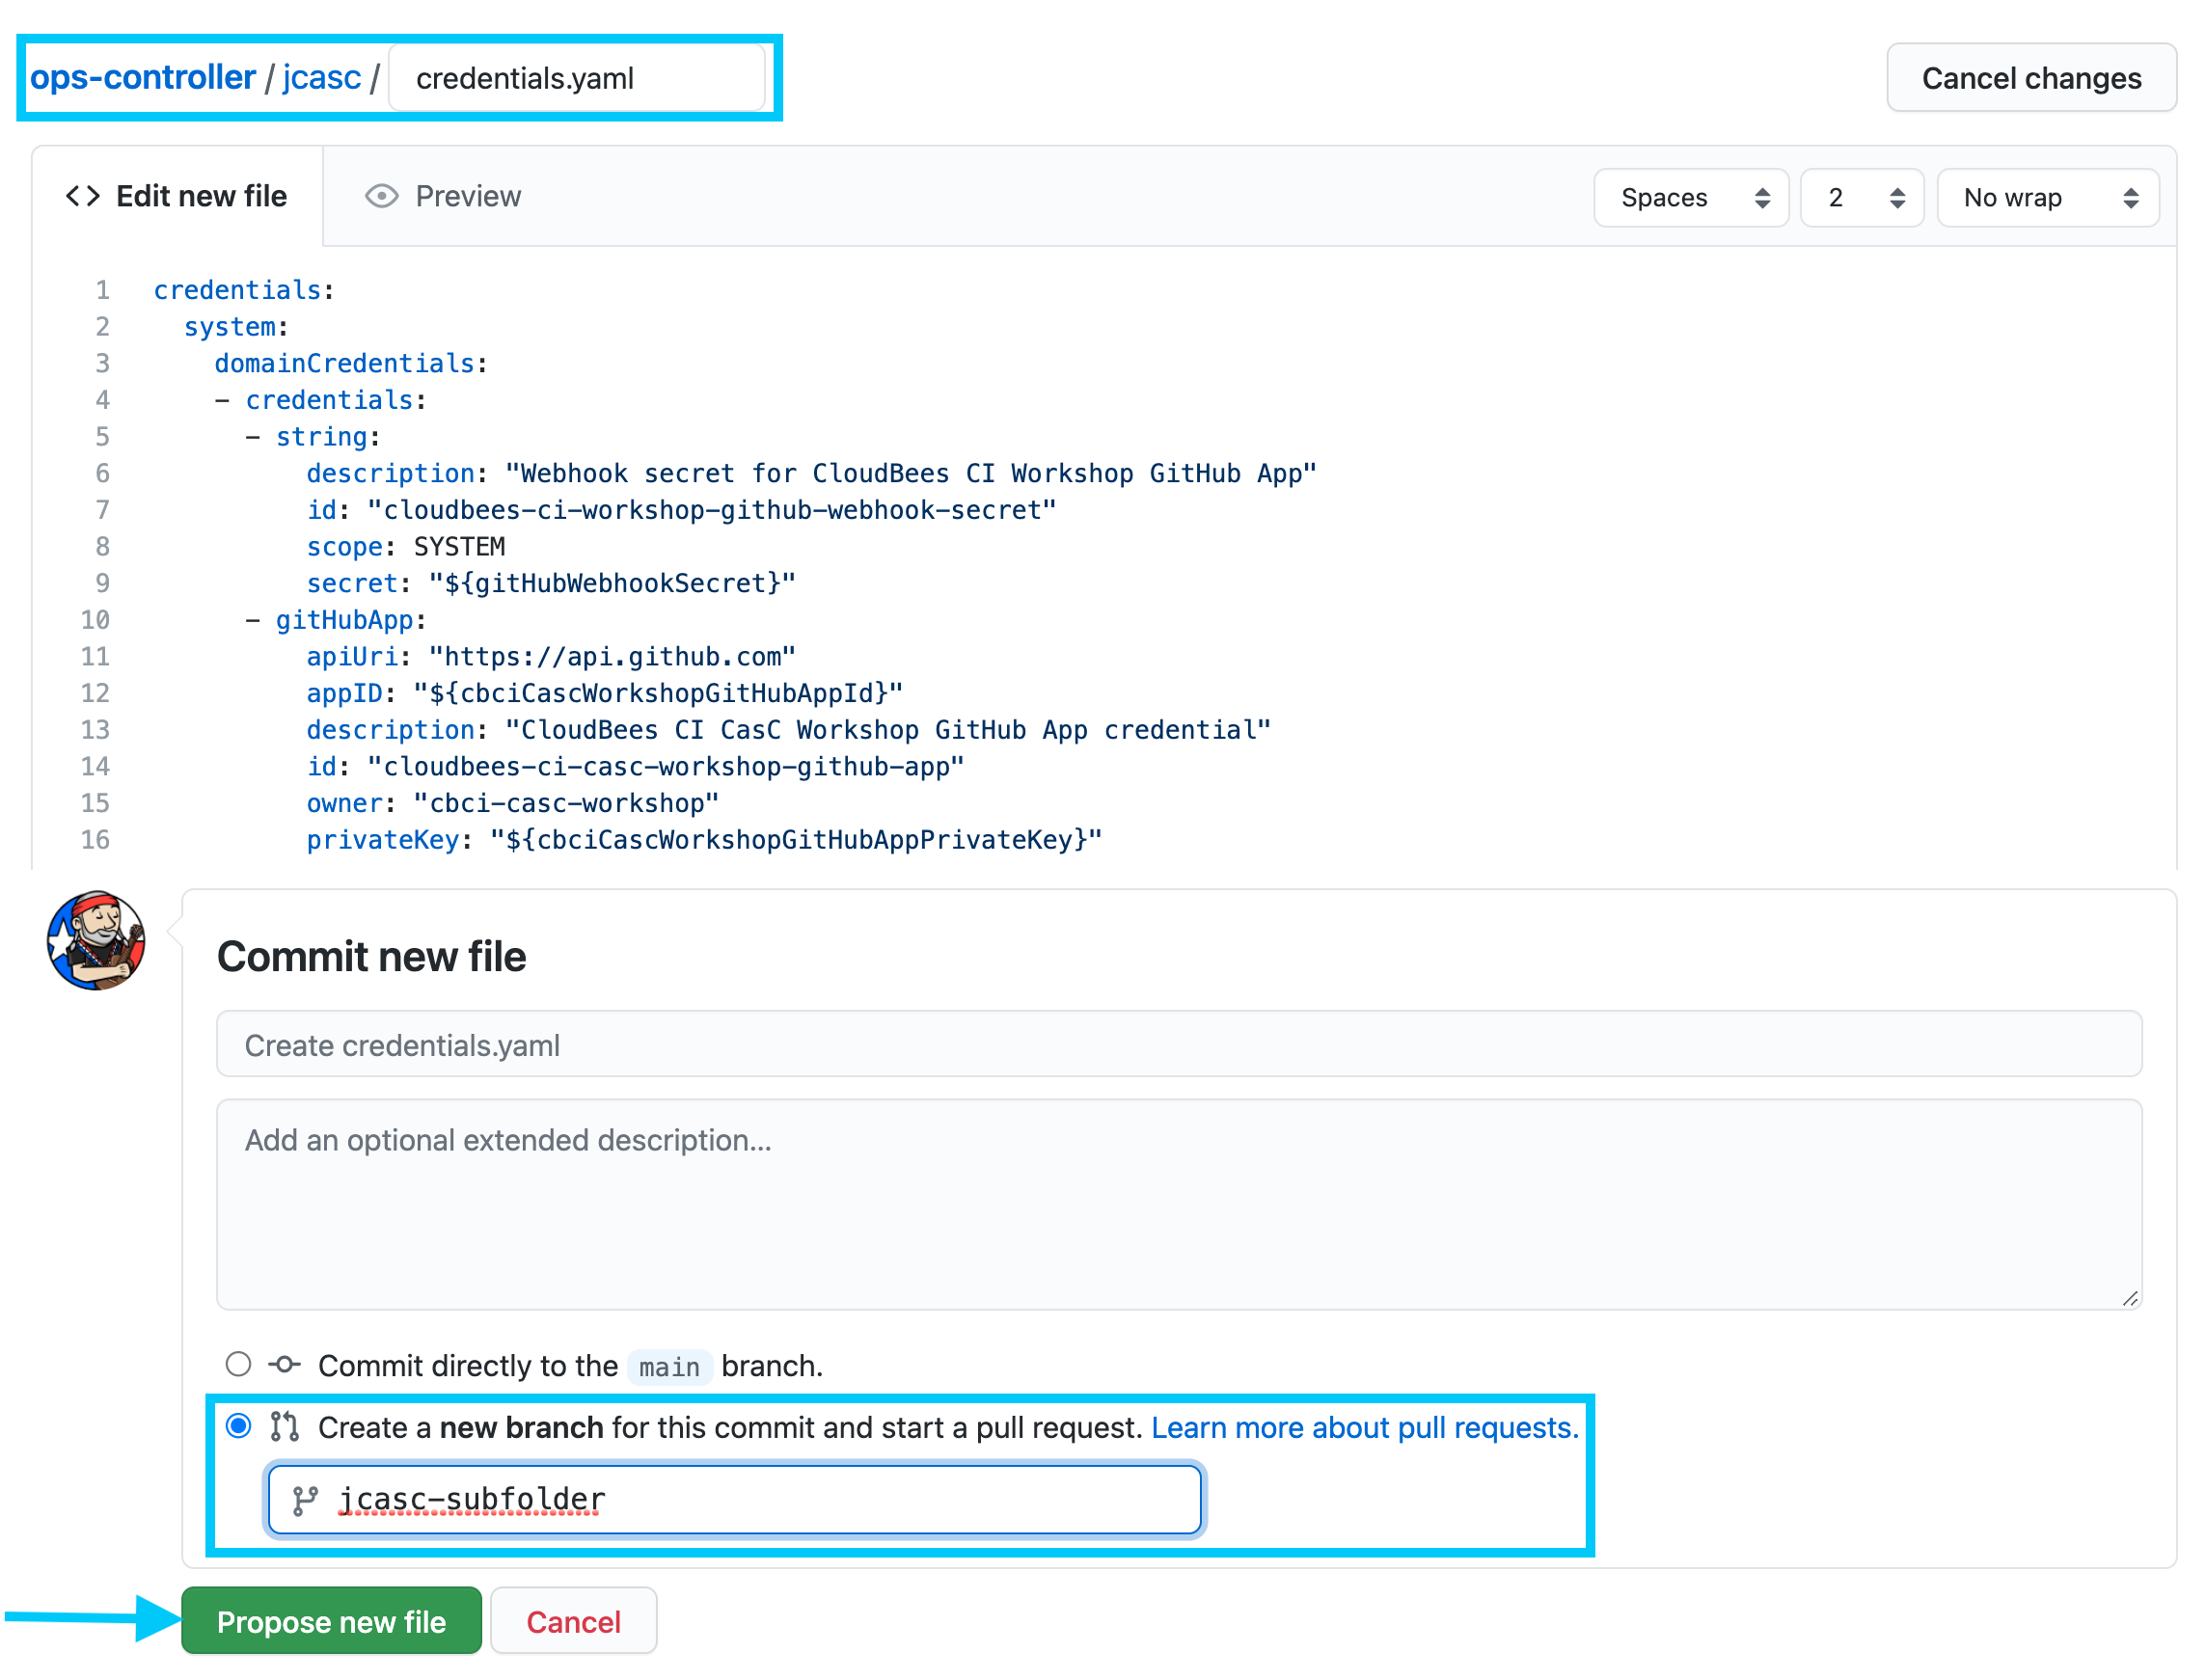 ops-controller / jcasc / credentials.yaml Cancel changes
<> Edit new file Preview Spaces 2 No wrap
1 credentials:
2   system:
3     domainCredentials:
4     - credentials:
5       - string:
6           description: "Webhook secret for CloudBees CI Workshop GitHub App"
7           id: "cloudbees-ci-workshop-github-webhook-secret"
8           scope: SYSTEM
9           secret: "${gitHubWebhookSecret}"
10       - gitHubApp:
11           apiUri: "https://api.github.com"
12           appID: "${cbciCascWorkshopGitHubAppId}"
13           description: "CloudBees CI CasC Workshop GitHub App credential"
14           id: "cloudbees-ci-casc-workshop-github-app"
15           owner: "cbci-casc-workshop"
16           privateKey: "${cbciCascWorkshopGitHubAppPrivateKey}"
Commit new file
Create credentials.yaml
Add an optional extended description...
Commit directly to the main branch.
Create a new branch for this commit and start a pull request. Learn more about pull requests.
jcasc-subfolder
Propose new file Cancel